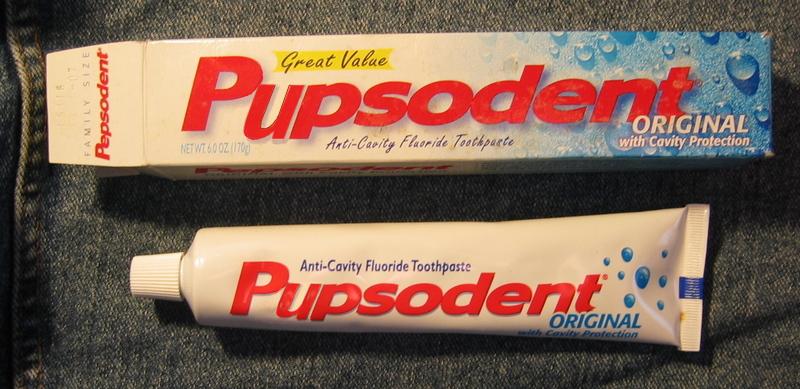 FAMILY SIZE
Pepsodent
Great Value
Pupsodent
NET WT. 6.0 OZ. (170g)
Anti-Cavity Fluoride Toothpaste
ORIGINAL
with Cavity Protection
Anti-Cavity Fluoride Toothpaste
Pupsodent®
ORIGINAL
with Cavity Protection